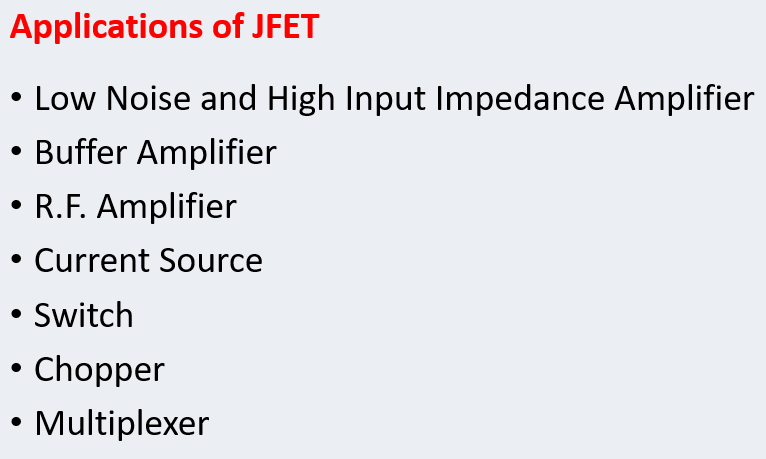 Applications of JFET
• Low Noise and High Input Impedance Amplifier
• Buffer Amplifier
• R.F. Amplifier
• Current Source
• Switch
• Chopper
• Multiplexer